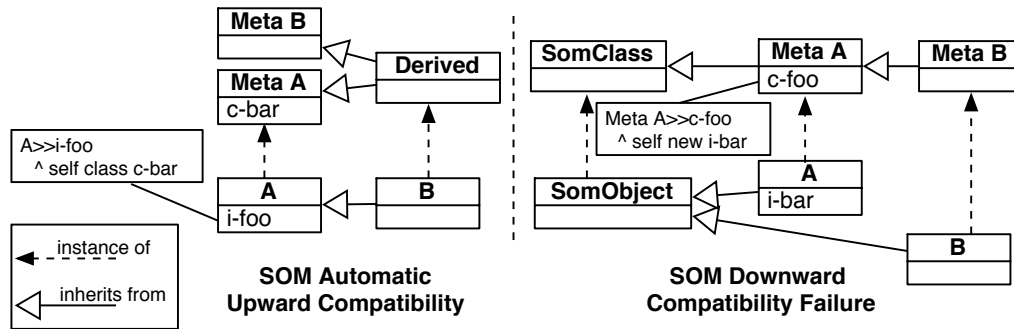 Meta B
Derived
Meta A
c-bar
A>>i-foo
^ self class c-bar
A
i-foo
B
instance of
inherits from
SOM Automatic
Upward Compatibility
SomClass
Meta A
c-foo
Meta B
Meta A>>c-foo
^ self new i-bar
SomObject
A
i-bar
B
SOM Downward
Compatibility Failure